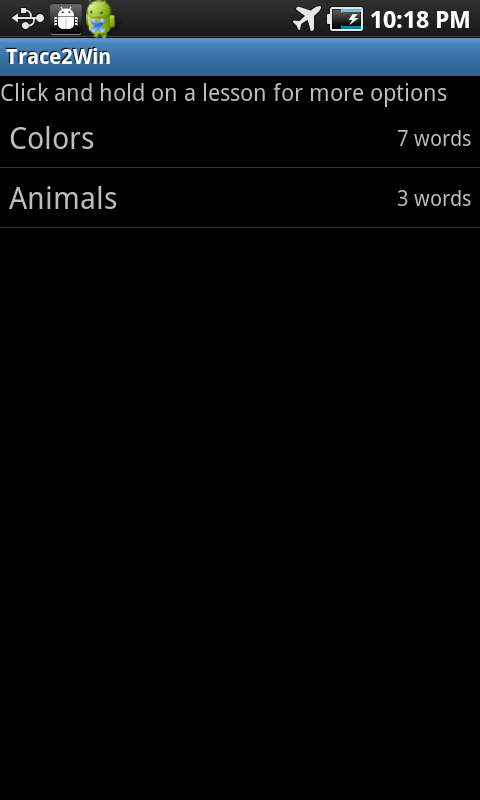 10:18 PM
Trace2Win
Click and hold on a lesson for more options
Colors 7 words
Animals 3 words